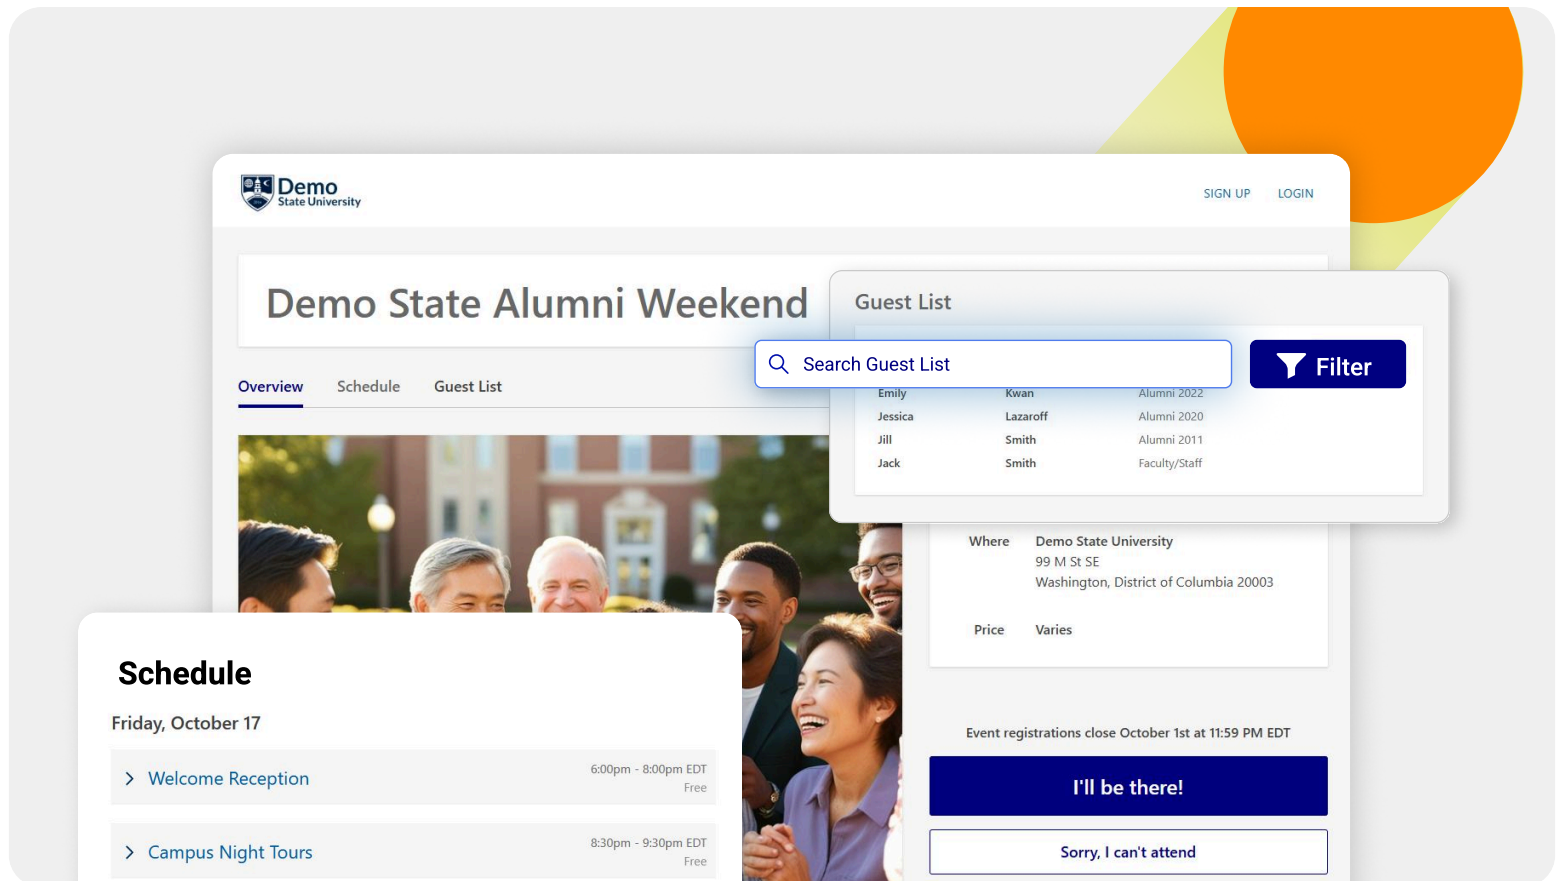 Demo
State University
SIGN UP
LOGIN
Demo State Alumni Weekend
Overview
Schedule
Guest List
Guest List
Search Guest List
Filter
Emily Kwan Alumni 2022
Jessica Lazaroff Alumni 2020
Jill Smith Alumni 2011
Jack Smith Faculty/Staff
Where Demo State University
99 M St SE
Washington, District of Columbia 20003
Price Varies
Event registrations close October 1st at 11:59 PM EDT
I'll be there!
Sorry, I can't attend
Schedule
Friday, October 17
Welcome Reception 6:00pm - 8:00pm EDT
Free
Campus Night Tours 8:30pm - 9:30pm EDT
Free